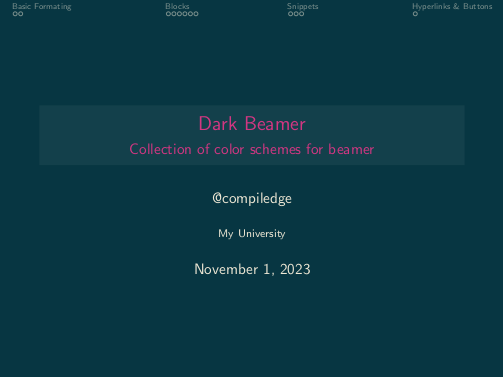 Basic Formating Blocks Snippets Hyperlinks & Buttons
Dark Beamer
Collection of color schemes for beamer
@compiledge
My University
November 1, 2023